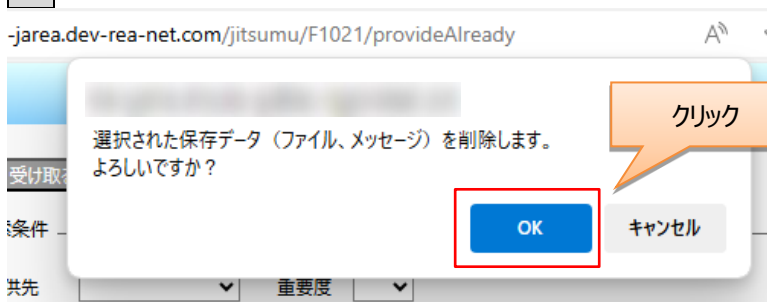 -jarea.dev-rea-net.com/jitsumu/F1021/provideAlready
クリック
選択された保存データ（ファイル、メッセージ）を削除します。
よろしいですか？
受け取
条件
OK
キャンセル
供先
重要度